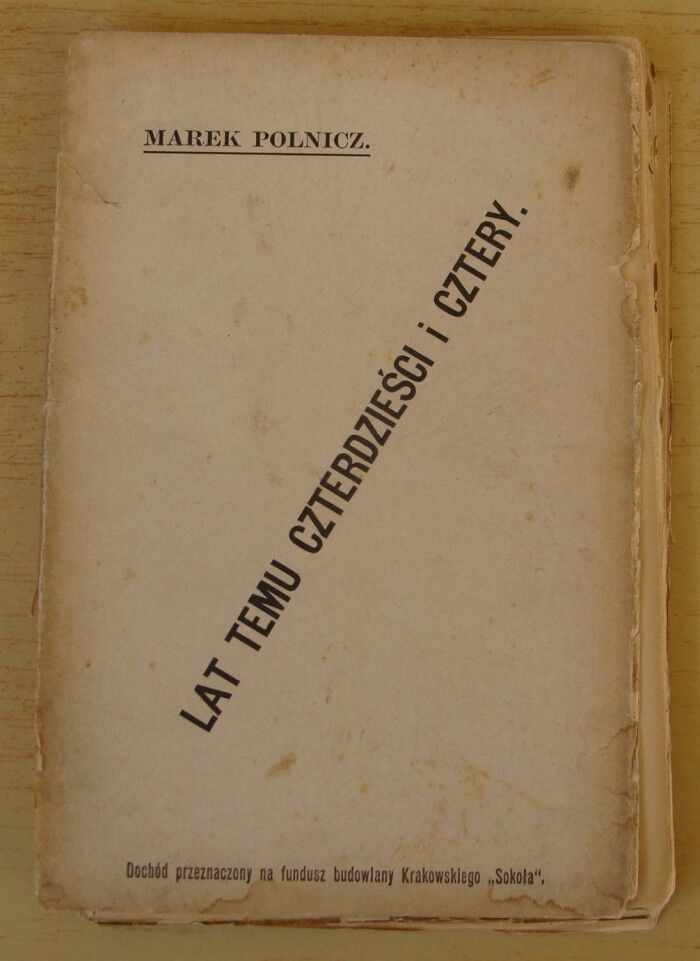 MAREK POLNICZ.
LAT TEMU CZTERDZIEŚCI i CZTERY.
Dochód przeznaczony na fundusz budowlany Krakowskiego „Sokoła".